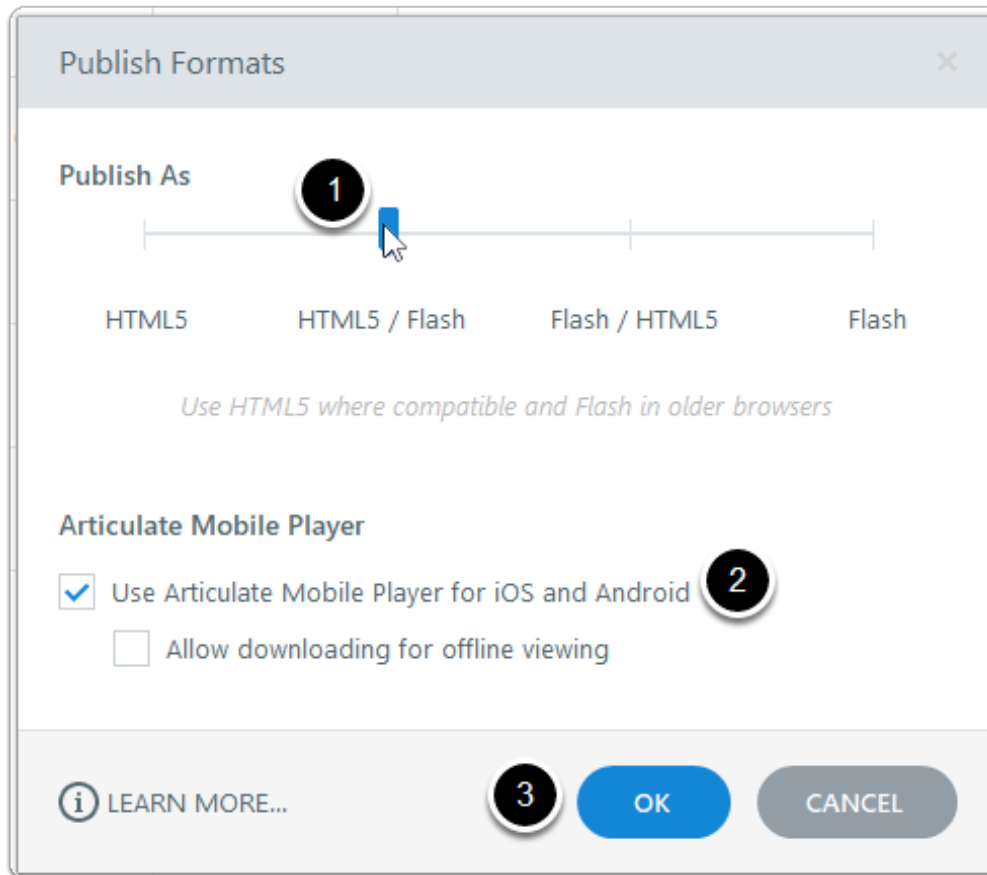 Publish Formats
Publish As
1
HTML5 HTML5 / Flash Flash / HTML5 Flash
Use HTML5 where compatible and Flash in older browsers
Articulate Mobile Player
Use Articulate Mobile Player for iOS and Android 2
Allow downloading for offline viewing
i LEARN MORE... 3 OK CANCEL